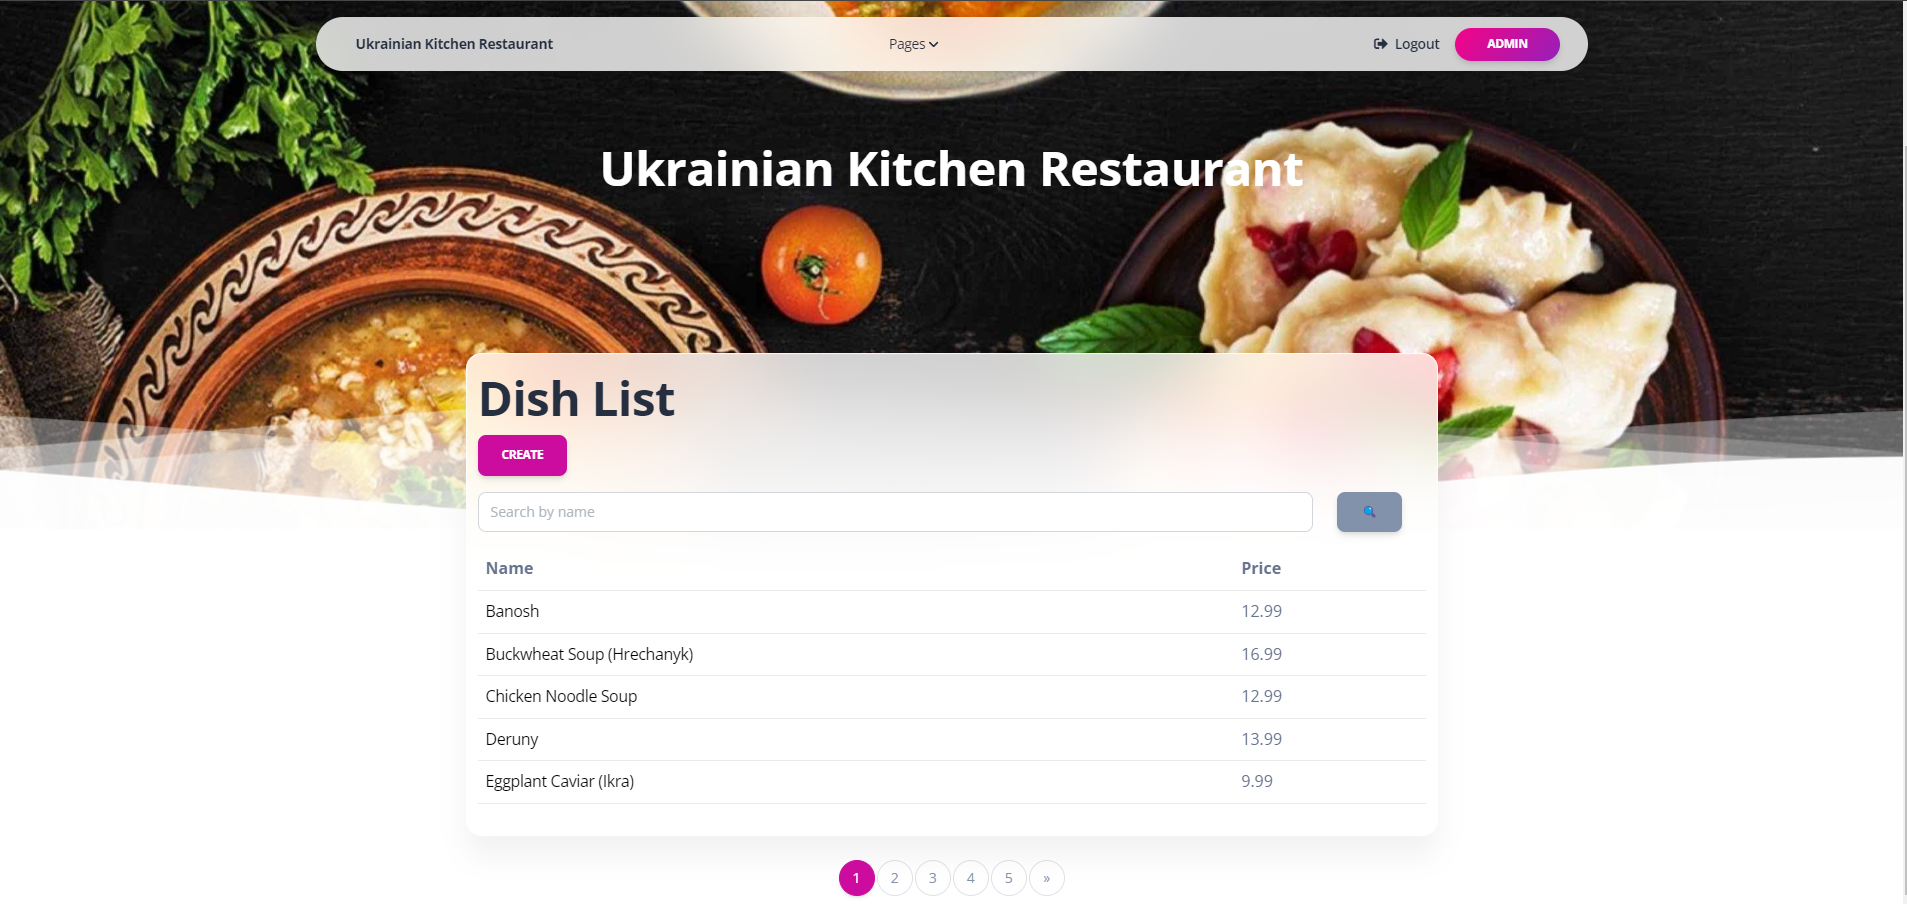 Ukrainian Kitchen Restaurant
Pages
Logout
ADMIN
Ukrainian Kitchen Restaurant
Dish List
CREATE
Search by name
Name Price
Banosh 12.99
Buckwheat Soup (Hrechanyk) 16.99
Chicken Noodle Soup 12.99
Deruny 13.99
Eggplant Caviar (Ikra) 9.99
1 2 3 4 5 »